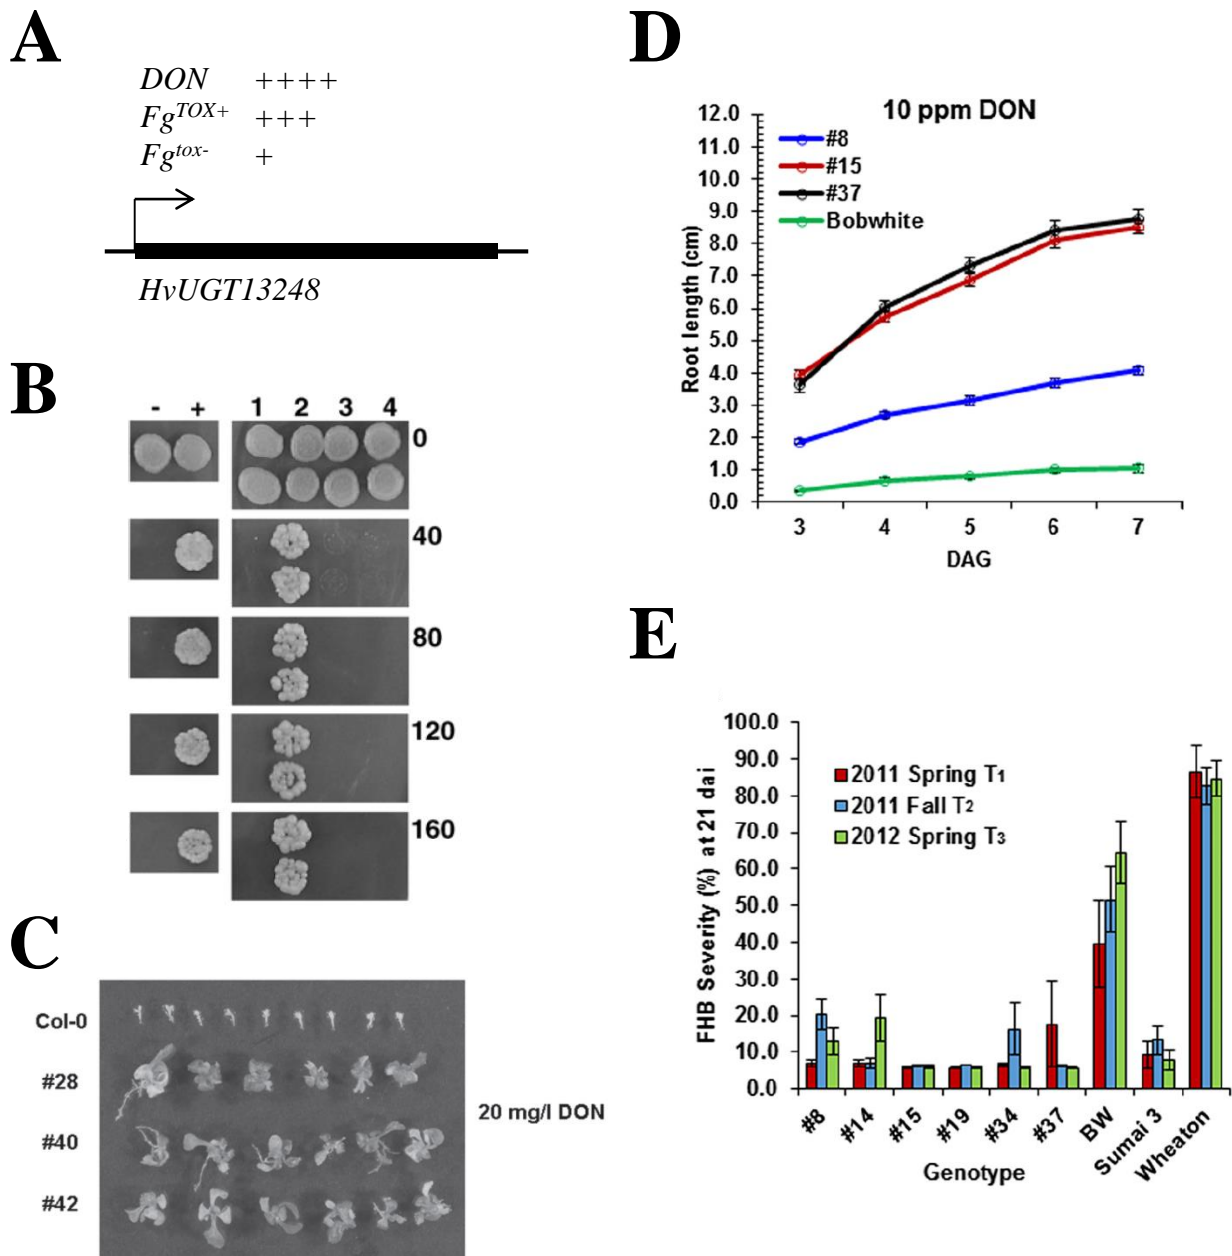 A
DON ++++
Fg^TOX+ +++
Fg^tox- +
HvUGT13248
B
- +
1 2 3 4
0
40
80
120
160
C
Col-0
#28
#40
#42
20 mg/l DON
D
10 ppm DON
12.0
11.0
10.0
9.0
8.0
7.0
6.0
5.0
4.0
3.0
2.0
1.0
0.0
#8
#15
#37
Bobwhite
Root length (cm)
3 4 5 6 7
DAG
E
100.0
90.0
80.0
70.0
60.0
50.0
40.0
30.0
20.0
10.0
0.0
2011 Spring T1
2011 Fall T2
2012 Spring T3
FHB Severity (%) at 21 dai
#8 #14 #15 #19 #34 #37 BW Sumai 3 Wheaton
Genotype